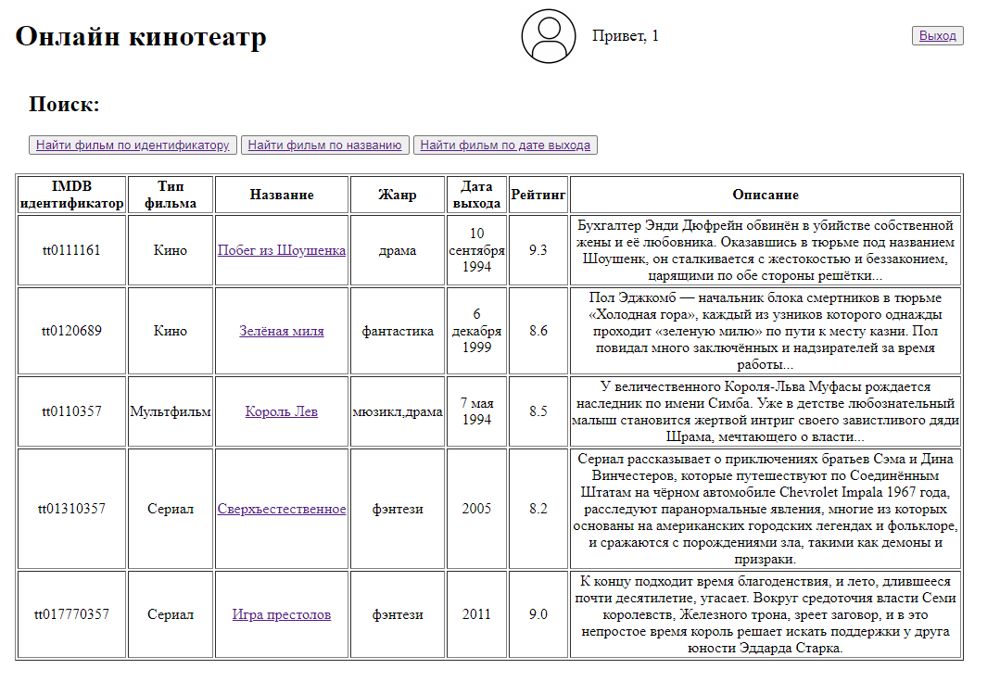 Онлайн кинотеатр
Привет, 1
Выход
Поиск:
Найти фильм по идентификатору
Найти фильм по названию
Найти фильм по дате выхода
IMDB
идентификатор
Тип
фильма
Название
Жанр
Дата
выхода
Рейтинг
Описание
tt0111161
Кино
Побег из Шоушенка
драма
10
сентября
1994
9.3
Бухгалтер Энди Дюфрейн обвинён в убийстве собственной
жены и её любовника. Оказавшись в тюрьме под названием
Шоушенк, он сталкивается с жестокостью и беззаконием,
царящими по обе стороны решётки...
tt0120689
Кино
Зелёная миля
фантастика
6
декабря
1999
8.6
Пол Эджкомб — начальник блока смертников в тюрьме
«Холодная гора», каждый из узников которого однажды
проходит «зеленую милю» по пути к месту казни. Пол
повидал много заключённых и надзирателей за время
работы...
tt0110357
Мультфильм
Король Лев
мюзикл,драма
7 мая
1994
8.5
У величественного Короля-Льва Муфасы рождается
наследник по имени Симба. Уже в детстве любознательный
малыш становится жертвой интриг своего завистливого дяди
Шрама, мечтающего о власти...
tt01310357
Сериал
Сверхъестественное
фэнтези
2005
8.2
Сериал рассказывает о приключениях братьев Сэма и Дина
Винчестеров, которые путешествуют по Соединённым
Штатам на чёрном автомобиле Chevrolet Impala 1967 года,
расследуют паранормальные явления, многие из которых
основаны на американских городских легендах и фольклоре,
и сражаются с порождениями зла, такими как демоны и
призраки.
tt017770357
Сериал
Игра престолов
фэнтези
2011
9.0
К концу подходит время благоденствия, и лето, длившееся
почти десятилетие, угасает. Вокруг средоточия власти Семи
королевств, Железного трона, зреет заговор, и в это
непростое время король решает искать поддержки у друга
юности Эддарда Старка.